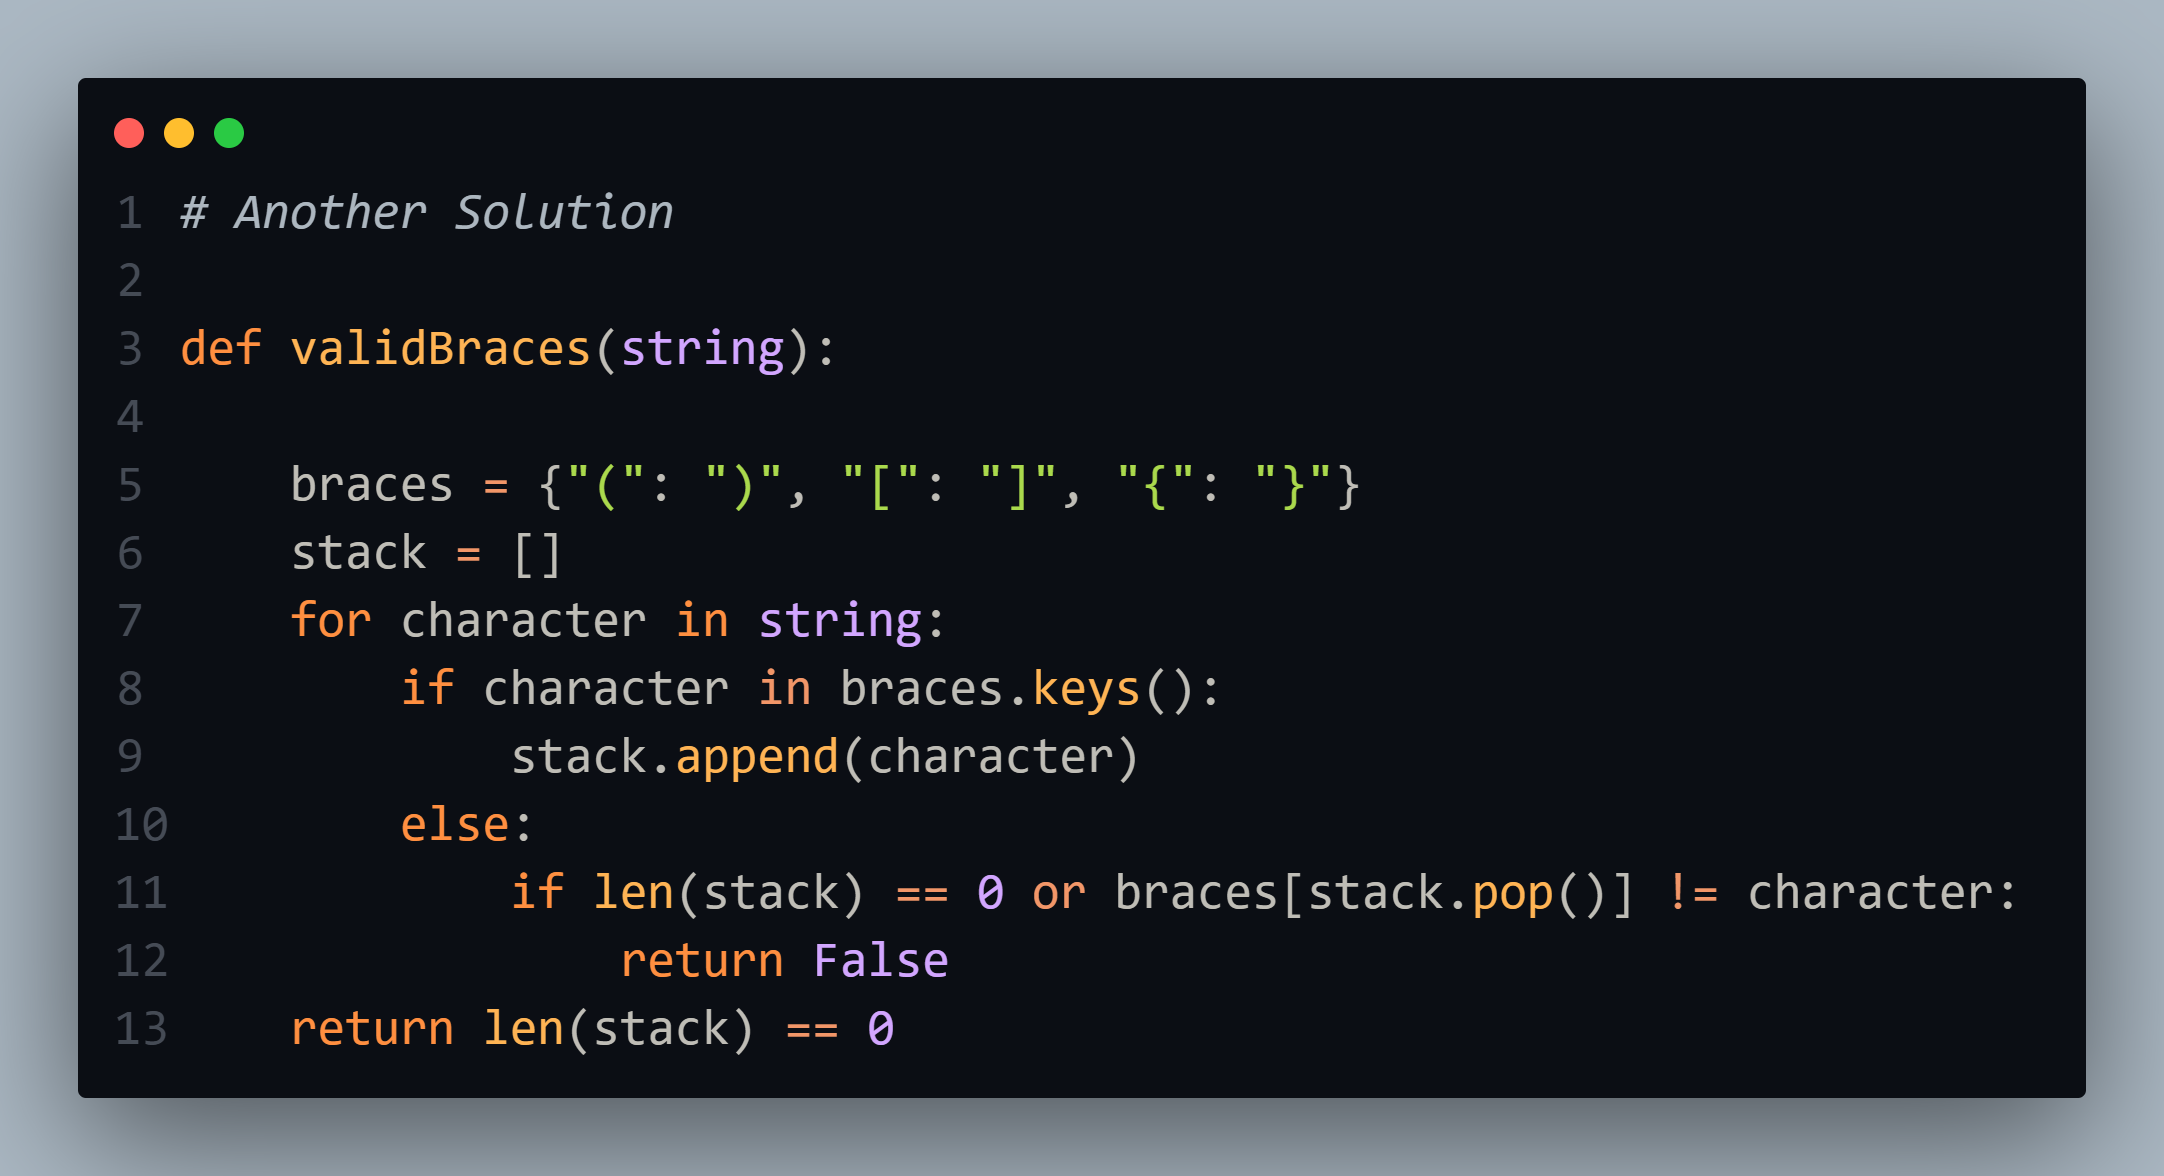 1 # Another Solution
2
3 def validBraces(string):
4
5     braces = {"(": ")", "[": "]", "{": "}"}
6     stack = []
7     for character in string:
8         if character in braces.keys():
9             stack.append(character)
10         else:
11             if len(stack) == 0 or braces[stack.pop()] != character:
12                 return False
13     return len(stack) == 0